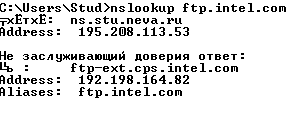 C:\Users\Stud>nslookup ftp.intel.com
╤хЁтхЁ:  ns.stu.neva.ru
Address:  195.208.113.53
Не заслуживающий доверия ответ:
      ftp-ext.cps.intel.com
Address:  192.198.164.82
Aliases:  ftp.intel.com